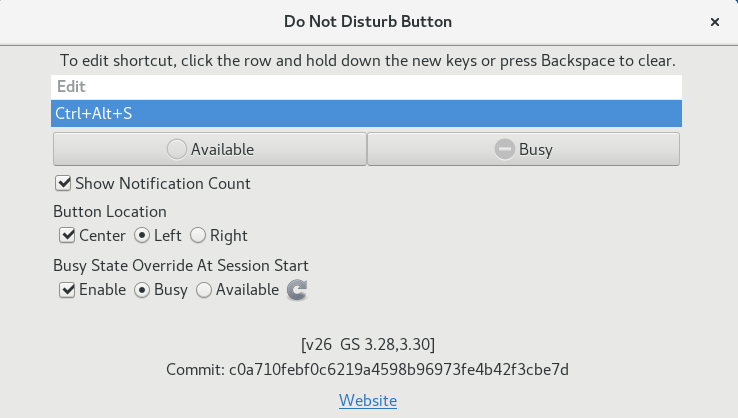 Do Not Disturb Button
To edit shortcut, click the row and hold down the new keys or press Backspace to clear.
Edit
Ctrl+Alt+S
Available Busy
Show Notification Count
Button Location
Center Left Right
Busy State Override At Session Start
Enable Busy Available
[v26 GS 3.28,3.30]
Commit: c0a710febf0c6219a4598b96973fe4b42f3cbe7d
Website